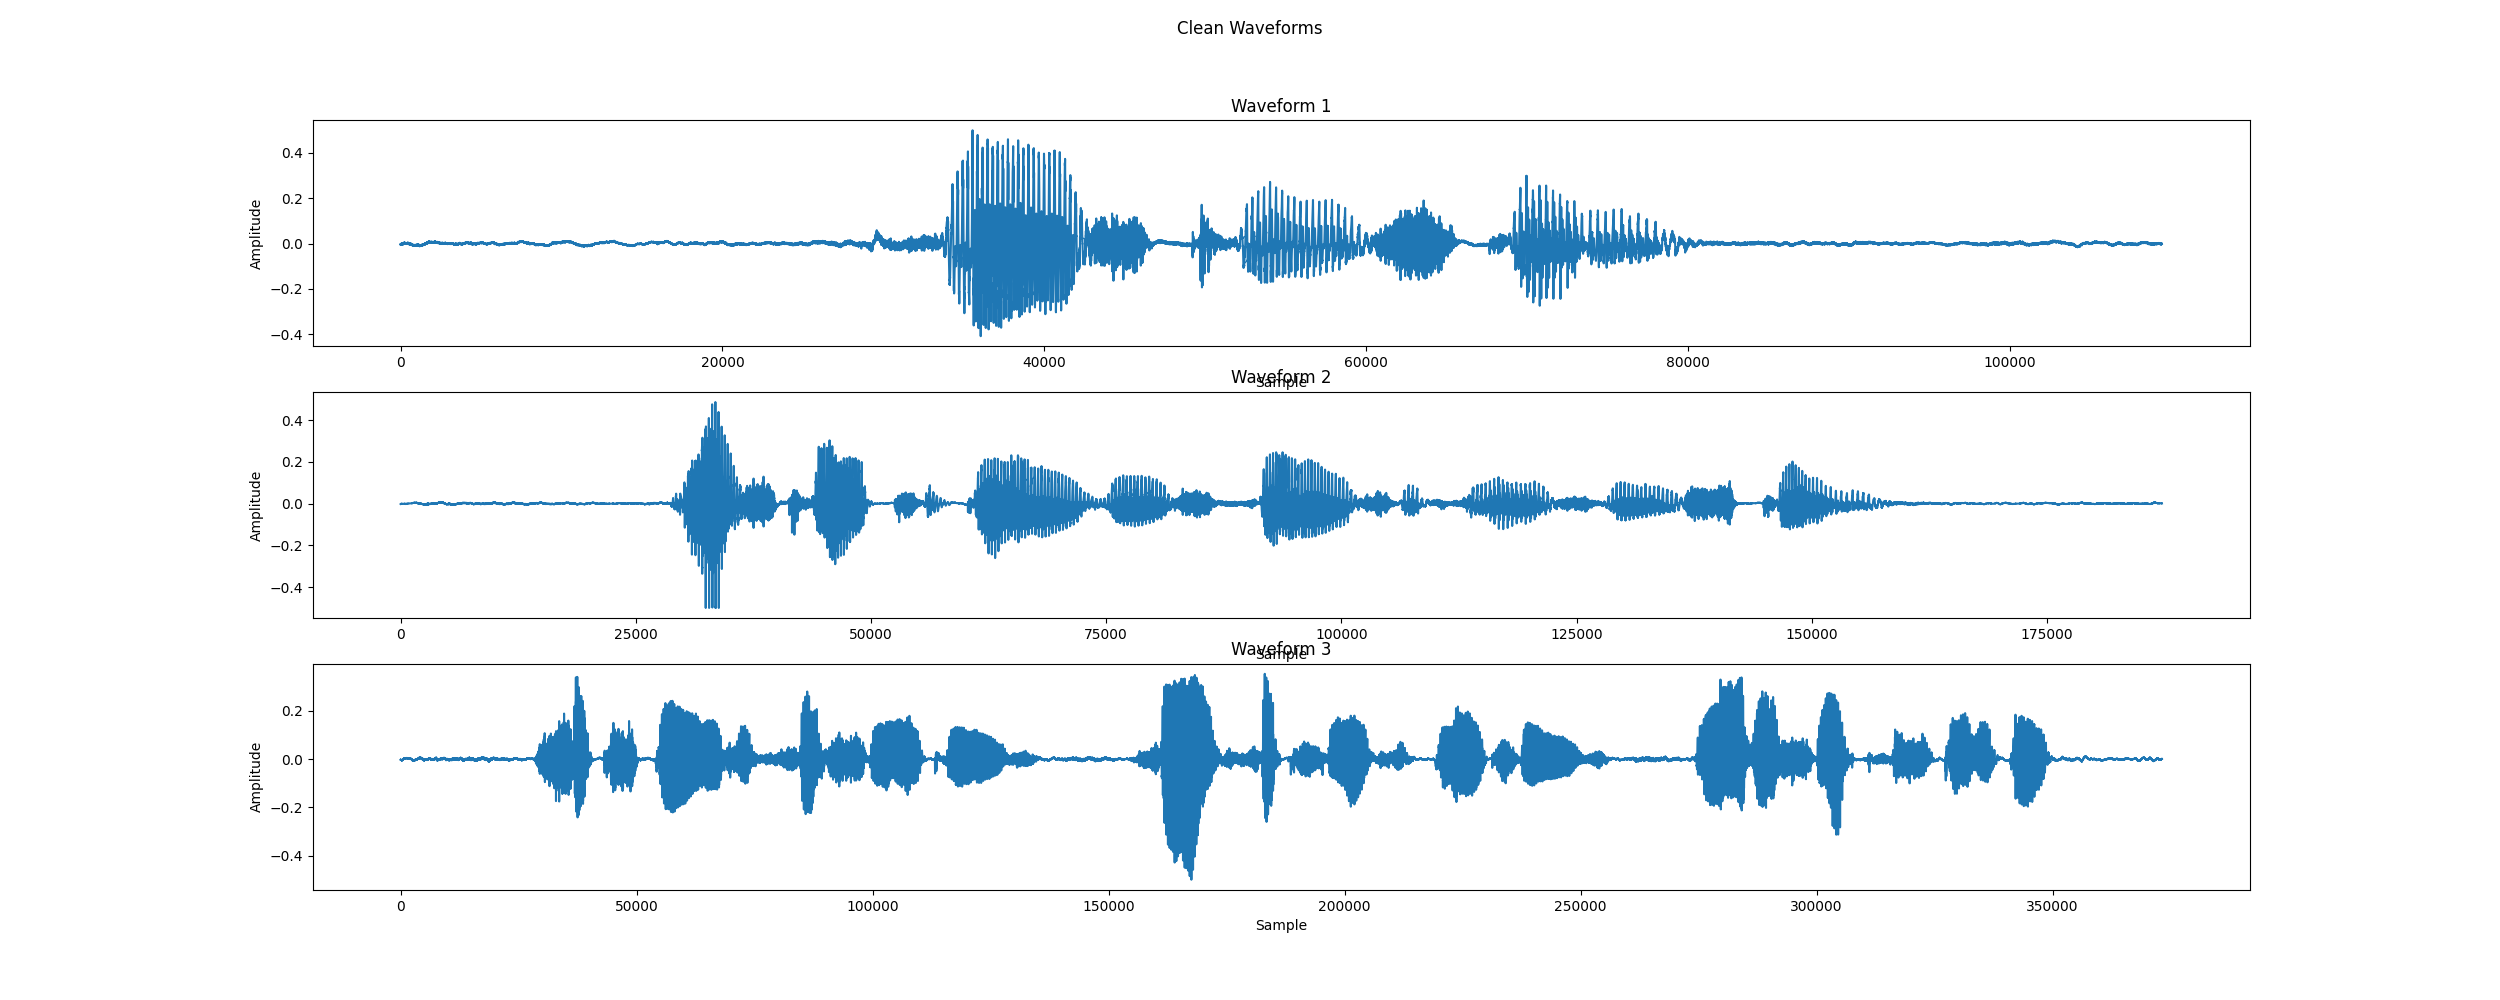 Clean Waveforms
Waveform 1
Amplitude
0.4
0.2
0.0
−0.2
−0.4
0 20000 40000 60000 80000 100000
Sample
Waveform 2
Amplitude
0.4
0.2
0.0
−0.2
−0.4
0 25000 50000 75000 100000 125000 150000 175000
Sample
Waveform 3
Amplitude
0.2
0.0
−0.2
−0.4
0 50000 100000 150000 200000 250000 300000 350000
Sample